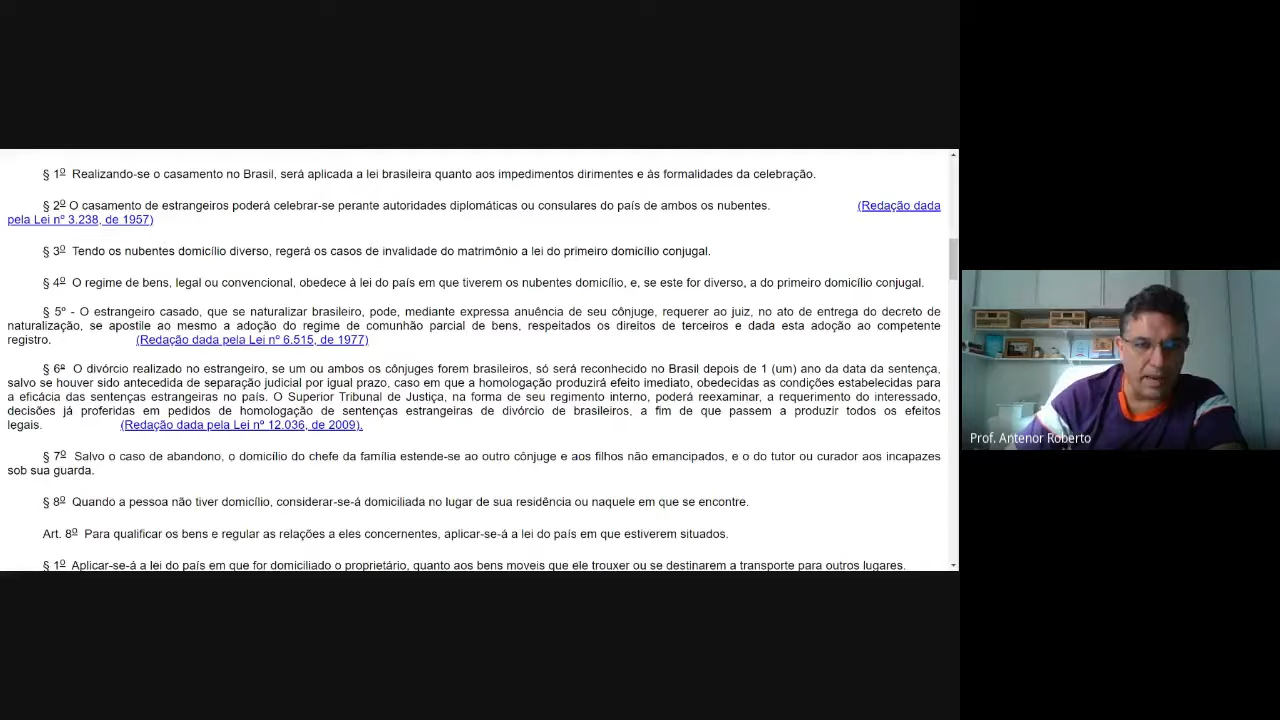 § 1º Realizando-se o casamento no Brasil, será aplicada a lei brasileira quanto aos impedimentos dirimentes e às formalidades da celebração.
§ 2º O casamento de estrangeiros poderá celebrar-se perante autoridades diplomáticas ou consulares do país de ambos os nubentes. (Redação dada
pela Lei nº 3.238, de 1957)
§ 3º Tendo os nubentes domicílio diverso, regerá os casos de invalidade do matrimônio a lei do primeiro domicílio conjugal.
§ 4º O regime de bens, legal ou convencional, obedece à lei do país em que tiverem os nubentes domicílio, e, se este for diverso, a do primeiro domicílio conjugal.
§ 5º - O estrangeiro casado, que se naturalizar brasileiro, pode, mediante expressa anuência de seu cônjuge, requerer ao juiz, no ato de entrega do decreto de
naturalização, se apostile ao mesmo a adoção do regime de comunhão parcial de bens, respeitados os direitos de terceiros e dada esta adoção ao competente
registro. (Redação dada pela Lei nº 6.515, de 1977)
§ 6º O divórcio realizado no estrangeiro, se um ou ambos os cônjuges forem brasileiros, só será reconhecido no Brasil depois de 1 (um) ano da data da sentença,
salvo se houver sido antecedida de separação judicial por igual prazo, caso em que a homologação produzirá efeito imediato, obedecidas as condições estabelecidas para
a eficácia das sentenças estrangeiras no país. O Superior Tribunal de Justiça, na forma de seu regimento interno, poderá reexaminar, a requerimento do interessado,
decisões já proferidas em pedidos de homologação de sentenças estrangeiras de divórcio de brasileiros, a fim de que passem a produzir todos os efeitos
legais. (Redação dada pela Lei nº 12.036, de 2009).
§ 7º Salvo o caso de abandono, o domicílio do chefe da família estende-se ao outro cônjuge e aos filhos não emancipados, e o do tutor ou curador aos incapazes
sob sua guarda.
§ 8º Quando a pessoa não tiver domicílio, considerar-se-á domiciliada no lugar de sua residência ou naquele em que se encontre.
Art. 8º Para qualificar os bens e regular as relações a eles concernentes, aplicar-se-á a lei do país em que estiverem situados.
§ 1º Aplicar-se-á a lei do país em que for domiciliado o proprietário, quanto aos bens moveis que ele trouxer ou se destinarem a transporte para outros lugares.
Prof. Antenor Roberto